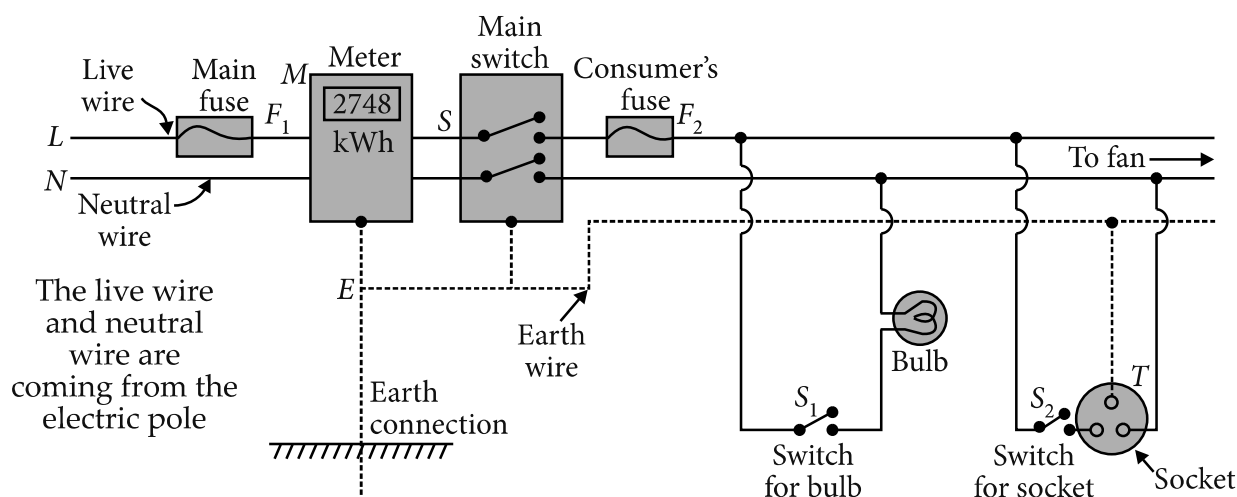 Live
wire
Main
fuse
F1
M
Meter
2748
kWh
Main
switch
S
Consumer's
fuse
F2
L
N
To fan
Neutral
wire
E
The live wire
and neutral
wire are
coming from the
electric pole
Earth
wire
Earth
connection
Bulb
S1
Switch
for bulb
S2
T
Switch
for socket
Socket